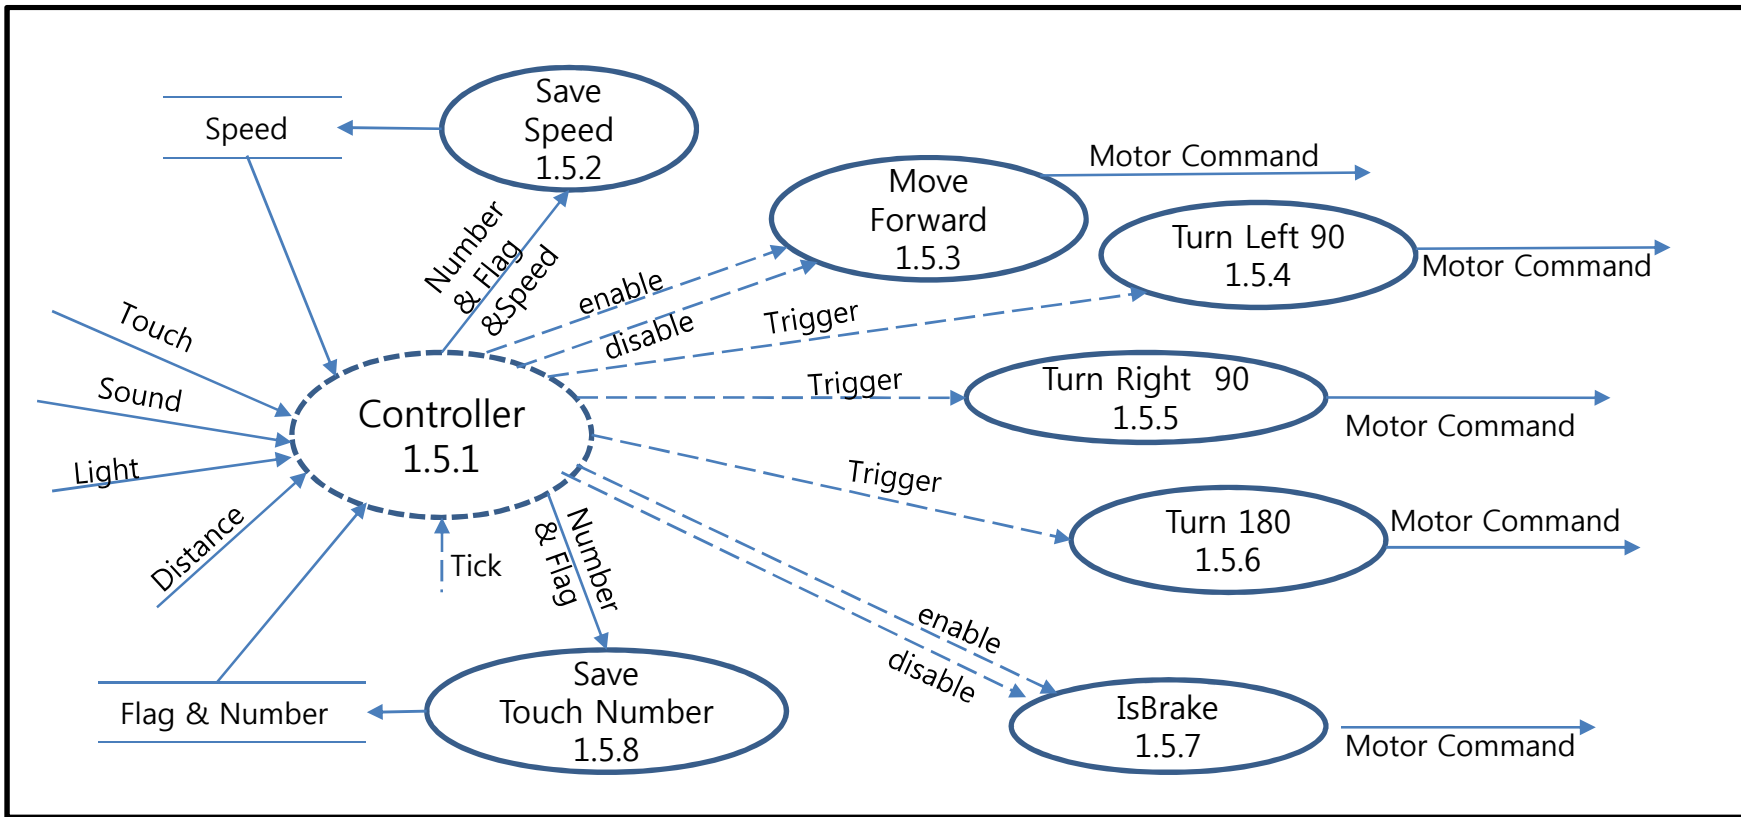 Save
Speed
1.5.2
Speed
Number
& Flag
&Speed
Move
Forward
1.5.3
Motor Command
Turn Left 90
1.5.4
Motor Command
enable
disable
Trigger
Touch
Sound
Light
Distance
Controller
1.5.1
Trigger
Turn Right  90
1.5.5
Motor Command
Trigger
Turn 180
1.5.6
Motor Command
Tick
Number
& Flag
enable
disable
Flag & Number
Save
Touch Number
1.5.8
IsBrake
1.5.7
Motor Command